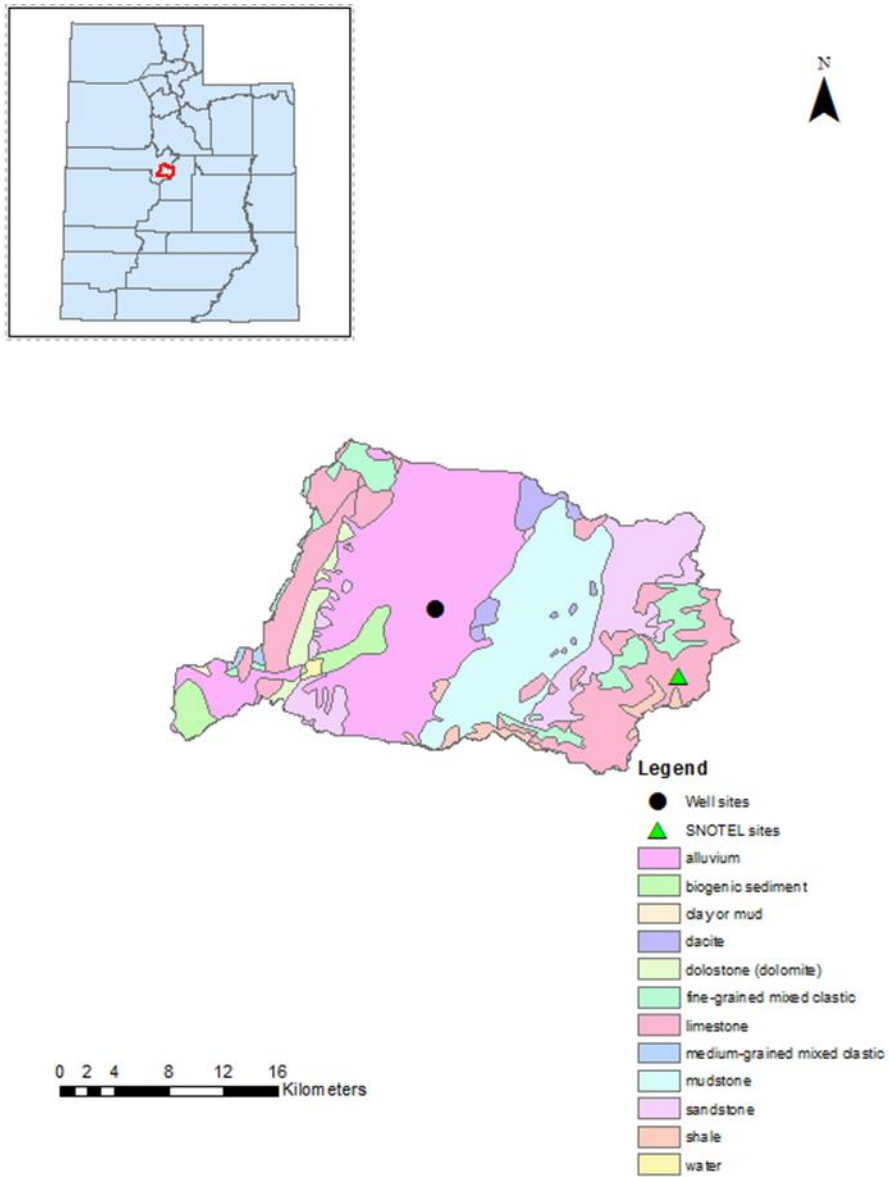 N
Legend
Well sites
SNOTEL sites
alluvium
biogenic sediment
clay or mud
dacite
dolostone (dolomite)
fine-grained mixed clastic
limestone
medium-grained mixed clastic
mudstone
sandstone
shale
water
0 2 4 8 12 16
Kilometers